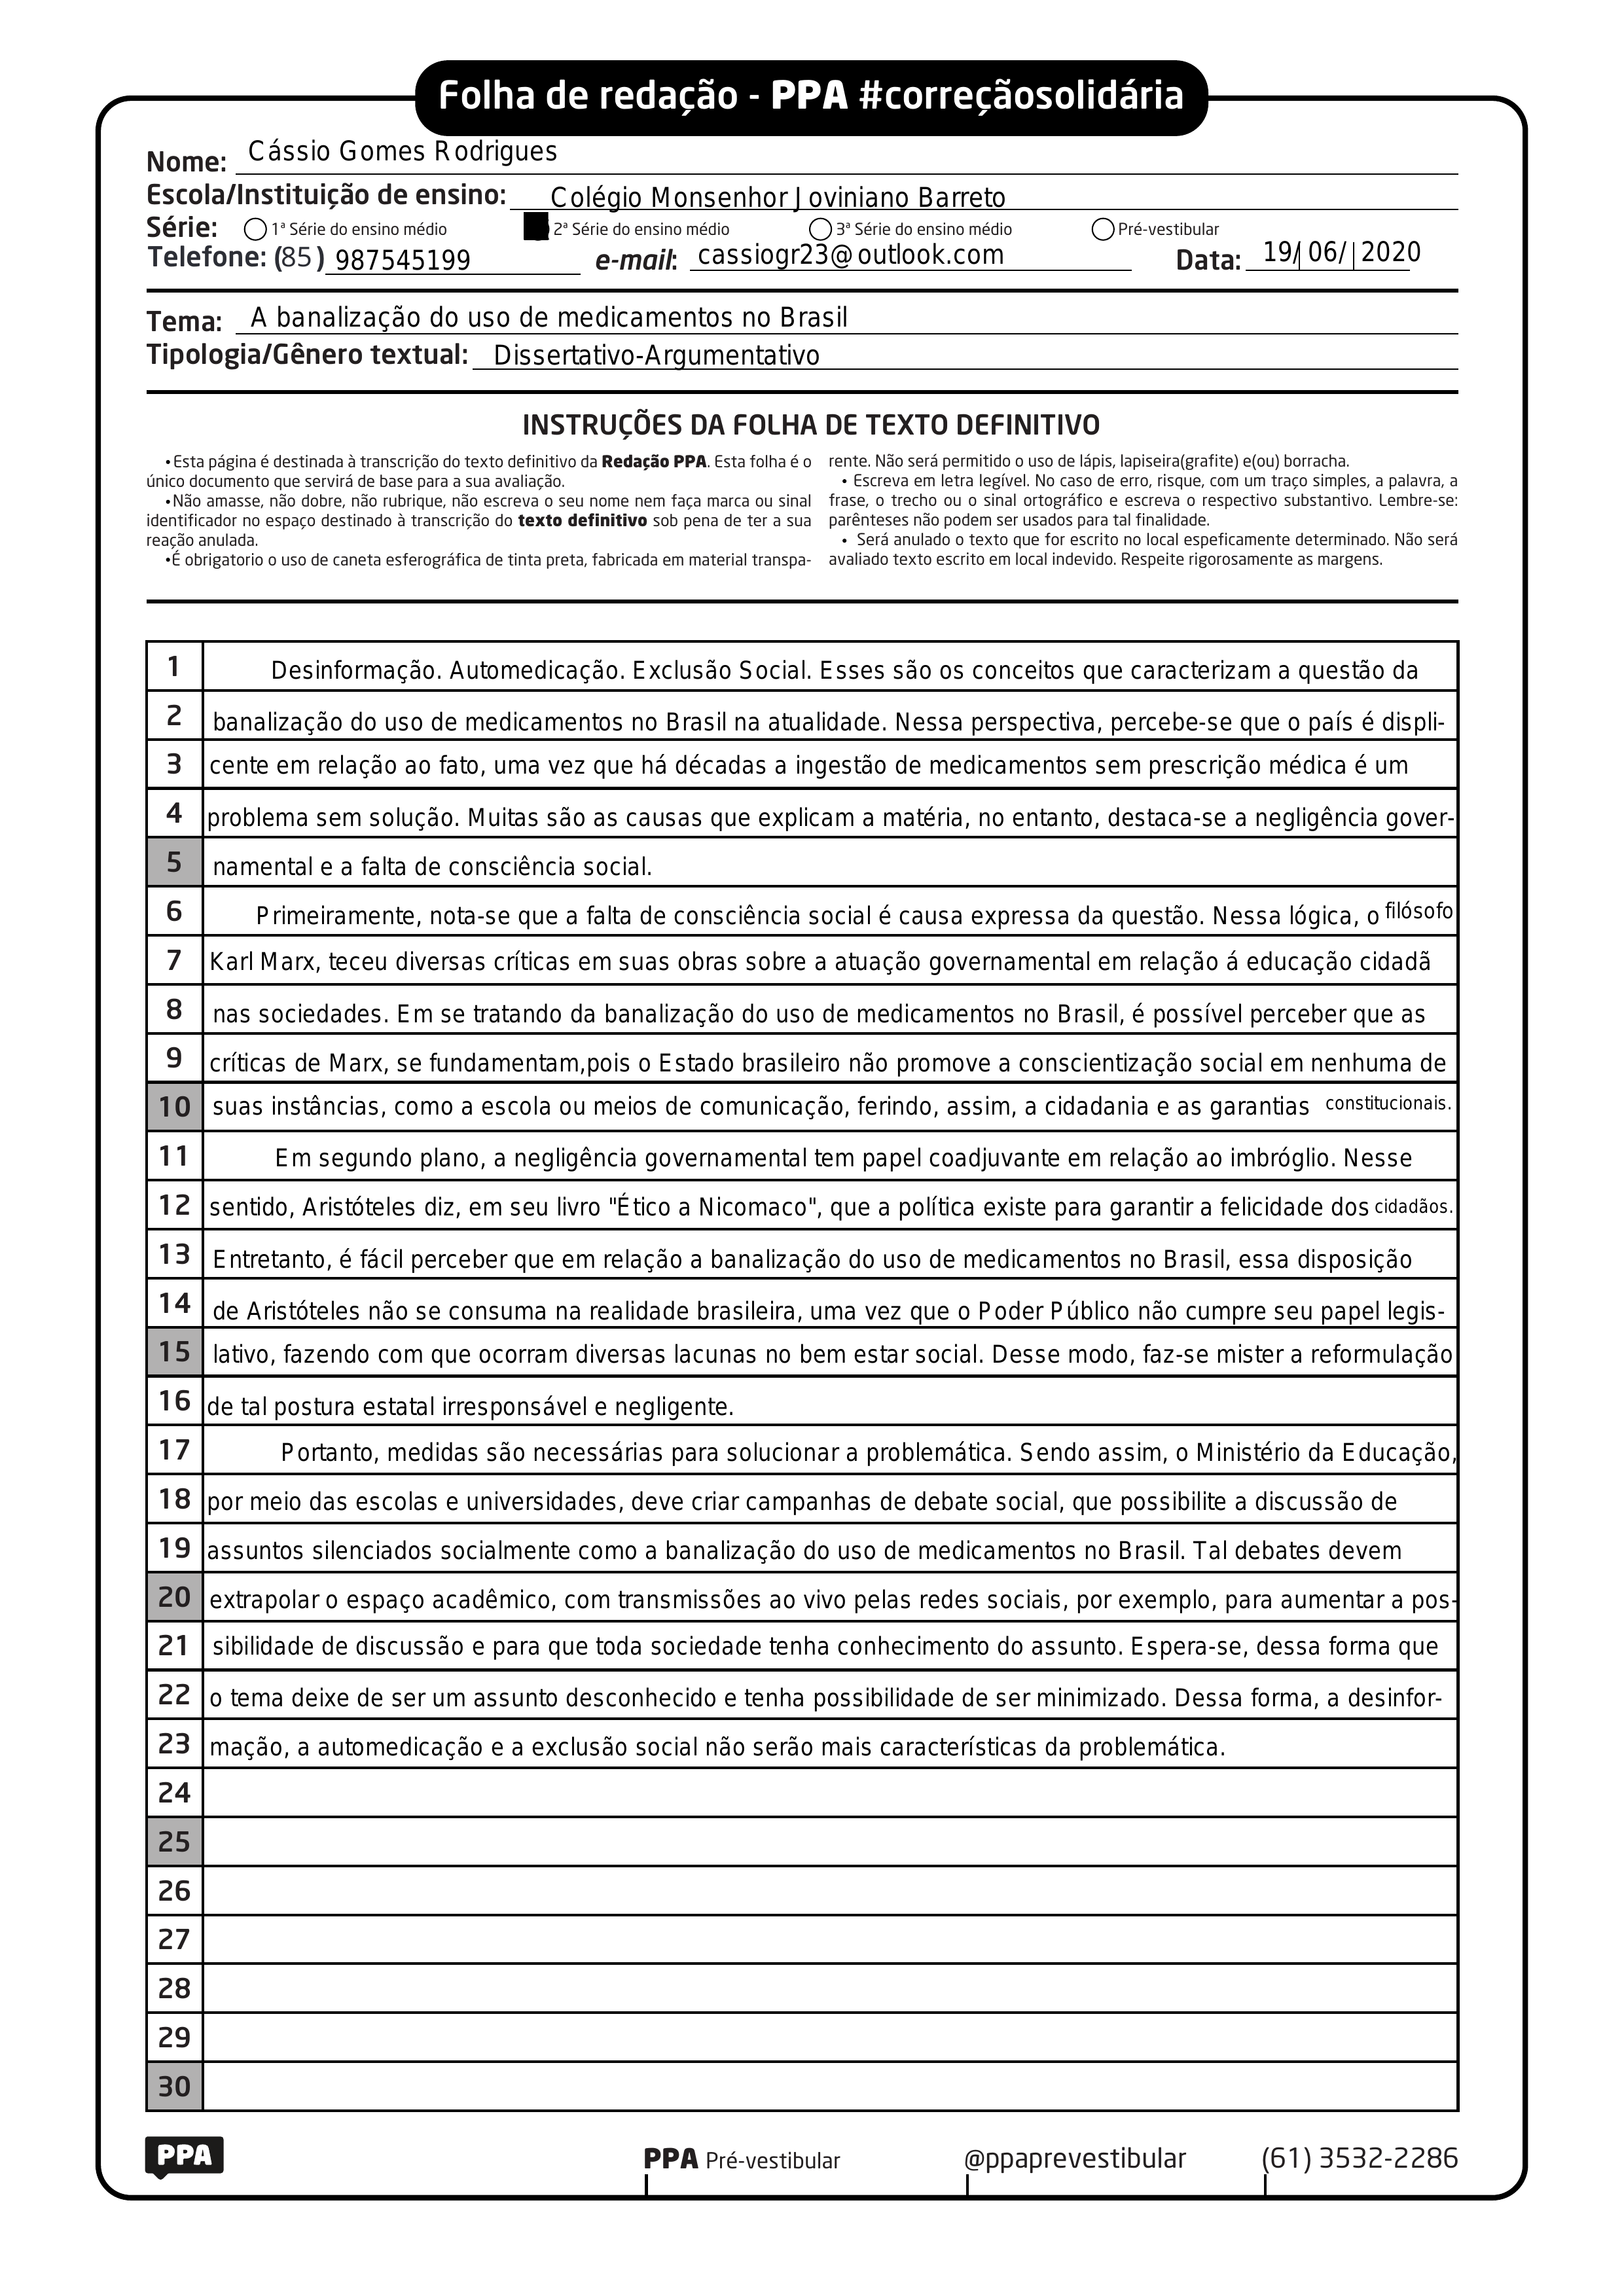 Folha de redação - PPA #correçãosolidária
Nome: Cássio Gomes Rodrigues
Escola/Instituição de ensino: Colégio Monsenhor Joviniano Barreto
Série: 1ª Série do ensino médio 2ª Série do ensino médio 3ª Série do ensino médio Pré-vestibular
Telefone: (85) 987545199 e-mail: cassiogr23@outlook.com Data: 19/ 06/ 2020
Tema: A banalização do uso de medicamentos no Brasil
Tipologia/Gênero textual: Dissertativo-Argumentativo
INSTRUÇÕES DA FOLHA DE TEXTO DEFINITIVO
•Esta página é destinada à transcrição do texto definitivo da Redação PPA. Esta folha é o
único documento que servirá de base para a sua avaliação.
•Não amasse, não dobre, não rubrique, não escreva o seu nome nem faça marca ou sinal
identificador no espaço destinado à transcrição do texto definitivo sob pena de ter a sua
reação anulada.
•É obrigatorio o uso de caneta esferográfica de tinta preta, fabricada em material transpa-
rente. Não será permitido o uso de lápis, lapiseira(grafite) e(ou) borracha.
• Escreva em letra legível. No caso de erro, risque, com um traço simples, a palavra, a
frase, o trecho ou o sinal ortográfico e escreva o respectivo substantivo. Lembre-se:
parênteses não podem ser usados para tal finalidade.
• Será anulado o texto que for escrito no local espeficamente determinado. Não será
avaliado texto escrito em local indevido. Respeite rigorosamente as margens.
1 Desinformação. Automedicação. Exclusão Social. Esses são os conceitos que caracterizam a questão da
2 banalização do uso de medicamentos no Brasil na atualidade. Nessa perspectiva, percebe-se que o país é displi-
3 cente em relação ao fato, uma vez que há décadas a ingestão de medicamentos sem prescrição médica é um
4 problema sem solução. Muitas são as causas que explicam a matéria, no entanto, destaca-se a negligência gover-
5 namental e a falta de consciência social.
6 Primeiramente, nota-se que a falta de consciência social é causa expressa da questão. Nessa lógica, o filósofo
7 Karl Marx, teceu diversas críticas em suas obras sobre a atuação governamental em relação á educação cidadã
8 nas sociedades. Em se tratando da banalização do uso de medicamentos no Brasil, é possível perceber que as
9 críticas de Marx, se fundamentam,pois o Estado brasileiro não promove a conscientização social em nenhuma de
10 suas instâncias, como a escola ou meios de comunicação, ferindo, assim, a cidadania e as garantias constitucionais.
11 Em segundo plano, a negligência governamental tem papel coadjuvante em relação ao imbróglio. Nesse
12 sentido, Aristóteles diz, em seu livro "Ético a Nicomaco", que a política existe para garantir a felicidade dos cidadãos.
13 Entretanto, é fácil perceber que em relação a banalização do uso de medicamentos no Brasil, essa disposição
14 de Aristóteles não se consuma na realidade brasileira, uma vez que o Poder Público não cumpre seu papel legis-
15 lativo, fazendo com que ocorram diversas lacunas no bem estar social. Desse modo, faz-se mister a reformulação
16 de tal postura estatal irresponsável e negligente.
17 Portanto, medidas são necessárias para solucionar a problemática. Sendo assim, o Ministério da Educação,
18 por meio das escolas e universidades, deve criar campanhas de debate social, que possibilite a discussão de
19 assuntos silenciados socialmente como a banalização do uso de medicamentos no Brasil. Tal debates devem
20 extrapolar o espaço acadêmico, com transmissões ao vivo pelas redes sociais, por exemplo, para aumentar a pos-
21 sibilidade de discussão e para que toda sociedade tenha conhecimento do assunto. Espera-se, dessa forma que
22 o tema deixe de ser um assunto desconhecido e tenha possibilidade de ser minimizado. Dessa forma, a desinfor-
23 mação, a automedicação e a exclusão social não serão mais características da problemática.
24
25
26
27
28
29
30
PPA PPA Pré-vestibular @ppaprevestibular (61) 3532-2286